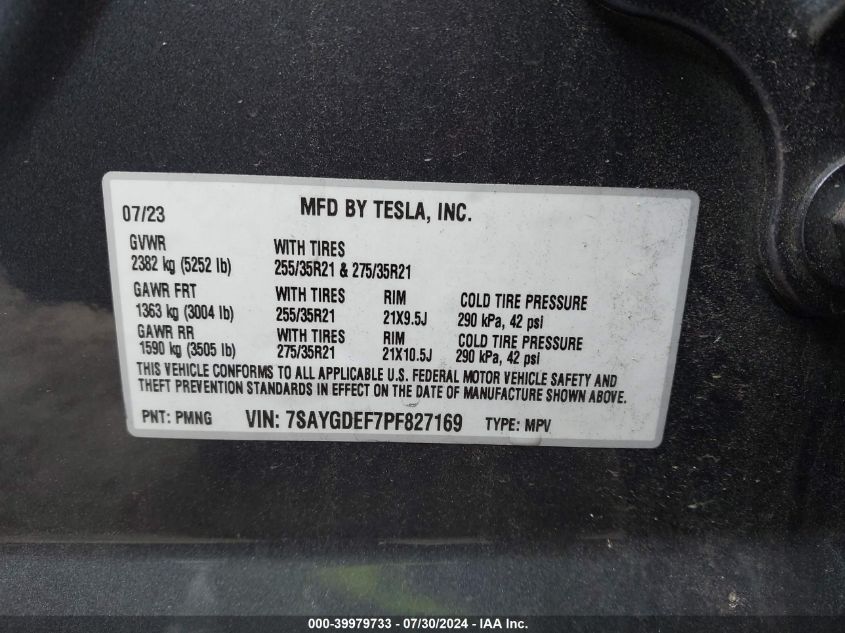 07/23 MFD BY TESLA, INC.
GVWR WITH TIRES
2382 kg (5252 lb) 255/35R21 & 275/35R21
GAWR FRT WITH TIRES RIM COLD TIRE PRESSURE
1363 kg (3004 lb) 255/35R21 21X9.5J 290 kPa, 42 psi
GAWR RR WITH TIRES RIM COLD TIRE PRESSURE
1590 kg (3505 lb) 275/35R21 21X10.5J 290 kPa, 42 psi
THIS VEHICLE CONFORMS TO ALL APPLICABLE U.S. FEDERAL MOTOR VEHICLE SAFETY AND
THEFT PREVENTION STANDARDS IN EFFECT ON THE DATE OF MANUFACTURE SHOWN ABOVE.
PNT: PMNG VIN: 7SAYGDEF7PF827169 TYPE: MPV
000-39979733 - 07/30/2024 - IAA Inc.